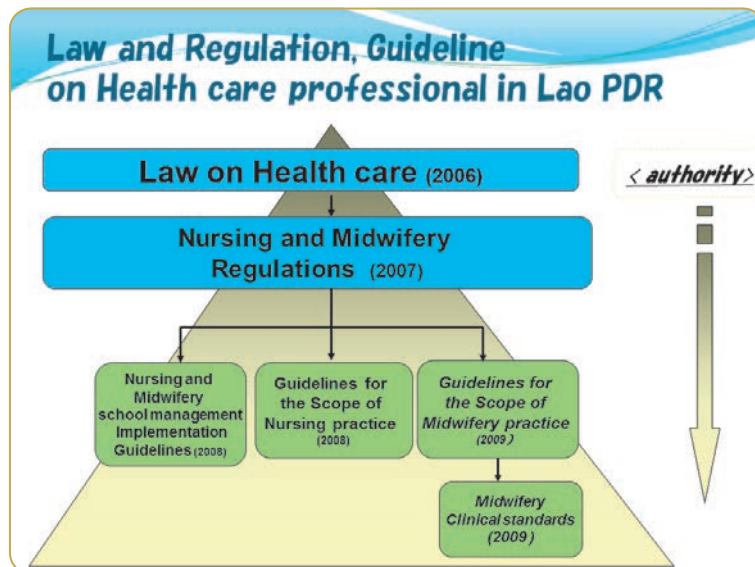 Law and Regulation, Guideline
on Health care professional in Lao PDR
Law on Health care (2006)
< authority>
Nursing and Midwifery
Regulations (2007)
Nursing and
Midwifery
school management
Implementation
Guidelines (2008)
Guidelines for
the Scope of
Nursing practice
(2008)
Guidelines for
the Scope of
Midwifery practice
(2009)
Midwifery
Clinical standards
(2009)